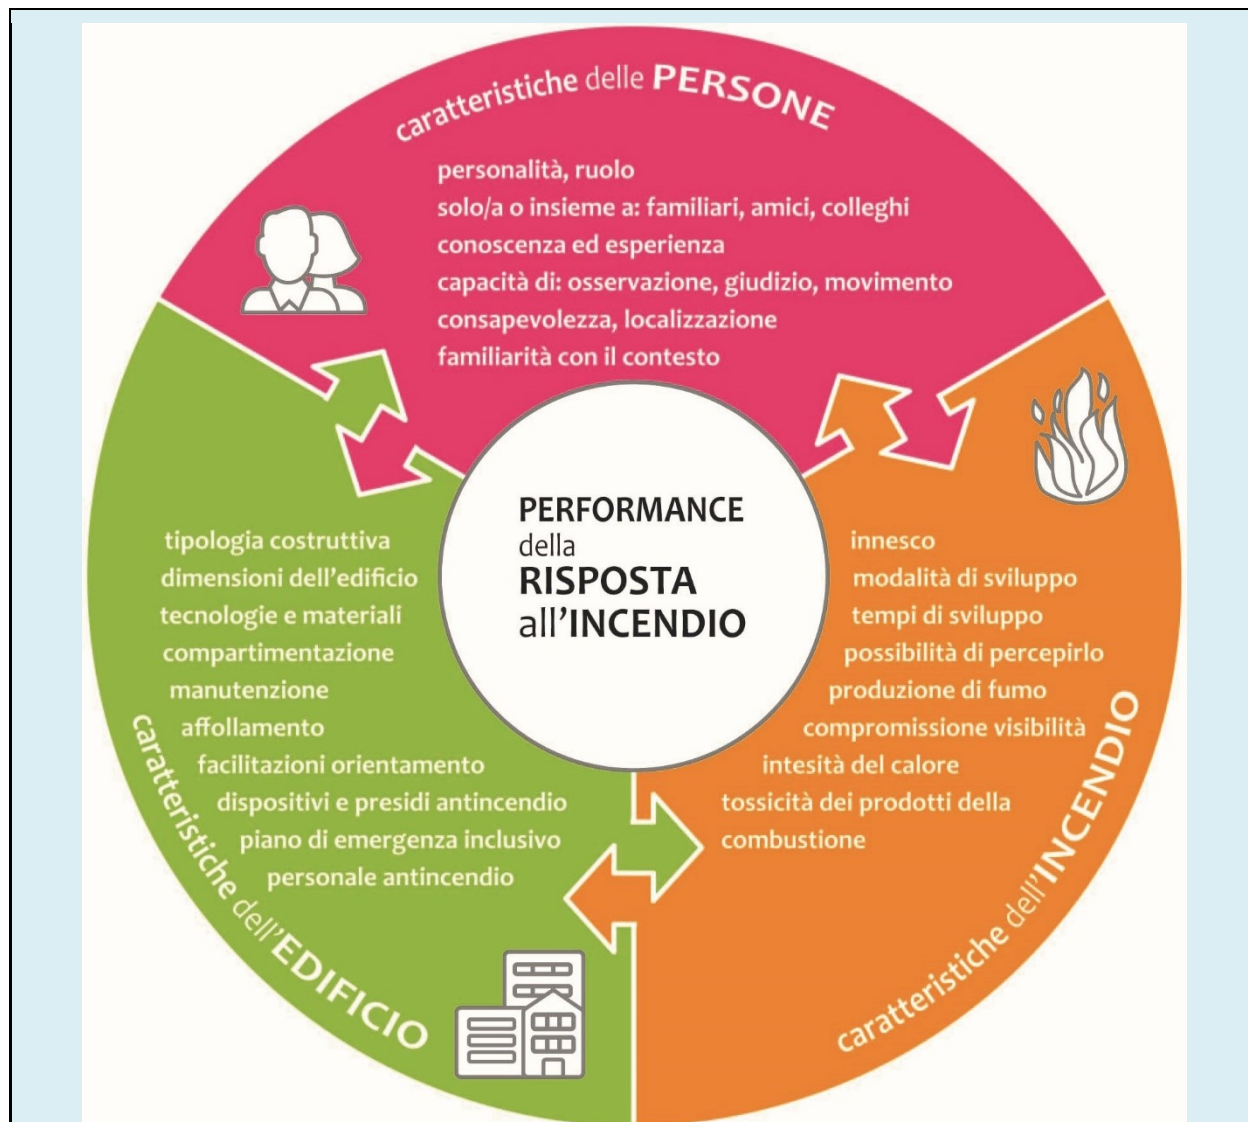 caratteristiche delle PERSONE
personalità, ruolo
solo/a o insieme a: familiari, amici, colleghi
conoscenza ed esperienza
capacità di: osservazione, giudizio, movimento
consapevolezza, localizzazione
familiarità con il contesto
PERFORMANCE
della
RISPOSTA
all'INCENDIO
tipologia costruttiva
dimensioni dell'edificio
tecnologie e materiali
compartimentazione
manutenzione
affollamento
facilitazioni orientamento
dispositivi e presidi antincendio
piano di emergenza inclusivo
personale antincendio
caratteristiche dell'EDIFICIO
innesco
modalità di sviluppo
tempi di sviluppo
possibilità di percepirlo
produzione di fumo
compromissione visibilità
intesità del calore
tossicità dei prodotti della
combustione
caratteristiche dell'INCENDIO